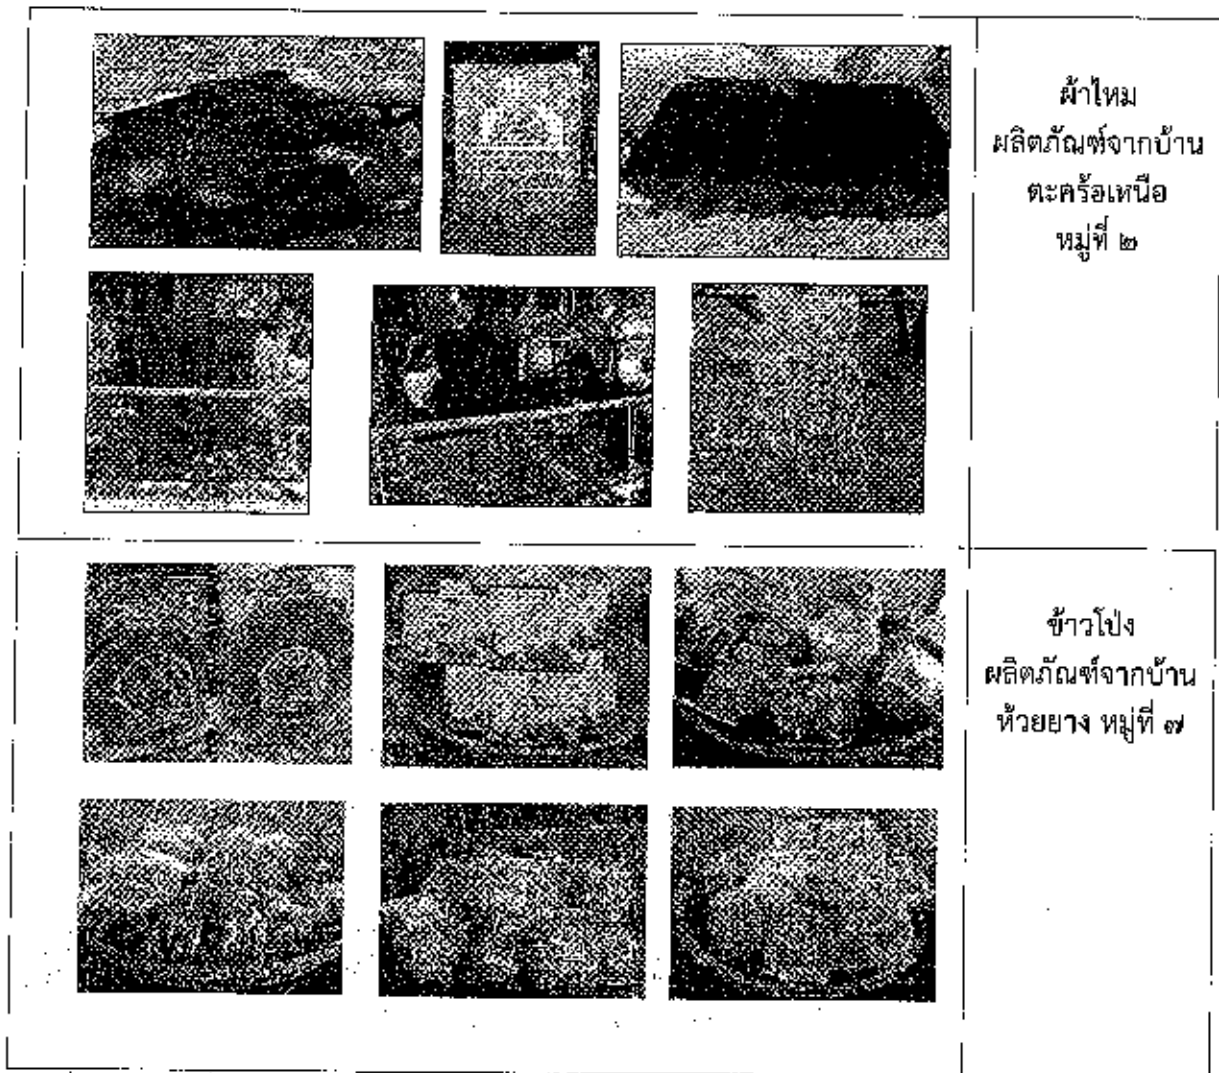 ผ้าไหม
ผลิตภัณฑ์จากบ้าน
ตะคร้อเหนือ
หมู่ที่ ๒
ข้าวโป่ง
ผลิตภัณฑ์จากบ้าน
ห้วยยาง หมู่ที่ ๗